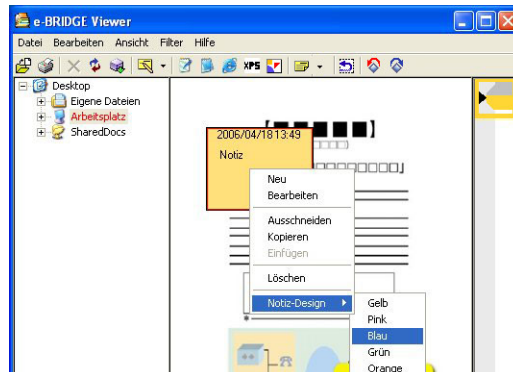 e-BRIDGE Viewer
Datei Bearbeiten Ansicht Filter Hilfe
XPS
Desktop
Eigene Dateien
Arbeitsplatz
SharedDocs
2006/04/18 13:49
Notiz
Neu
Bearbeiten
Ausschneiden
Kopieren
Einfügen
Löschen
Notiz-Design
Gelb
Pink
Blau
Grün
Orange